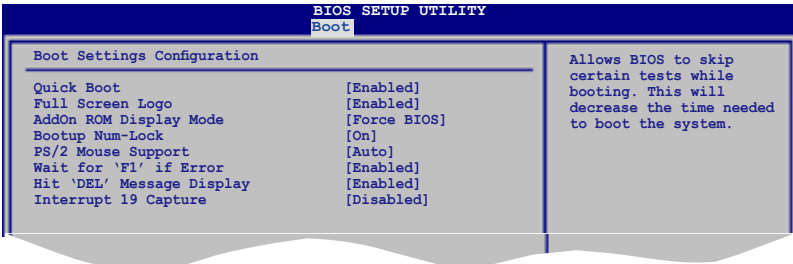 BIOS SETUP UTILITY
Boot
Boot Settings Configuration
Quick Boot [Enabled]
Full Screen Logo [Enabled]
AddOn ROM Display Mode [Force BIOS]
Bootup Num-Lock [On]
PS/2 Mouse Support [Auto]
Wait for ‘F1’ if Error [Enabled]
Hit ‘DEL’ Message Display [Enabled]
Interrupt 19 Capture [Disabled]
Allows BIOS to skip
certain tests while
booting. This will
decrease the time needed
to boot the system.